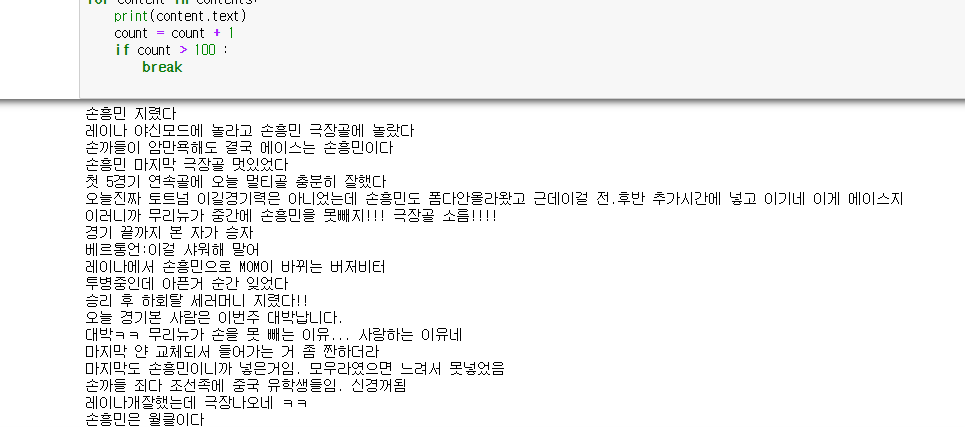 for content in contents:
print(content.text)
count = count + 1
if count > 100 :
break
손흥민 지렸다
레이나 야신모드에 놀라고 손흥민 극장골에 놀랐다
손까들이 암만욕해도 결국 에이스는 손흥민이다
손흥민 마지막 극장골 멋있었다
첫 5경기 연속골에 오늘 멀티골 충분히 잘했다
오늘진짜 토트넘 이길경기력은 아니었는데 손흥민도 폼다안올라왔고 근데이걸 전.후반 추가시간에 넣고 이기네 이게 에이스지
이러니까 무리뉴가 중간에 손흥민을 못빼지!!! 극장골 소름!!!!
경기 끝까지 본 자가 승자
베르통언:이걸 샤워해 말어
레이나에서 손흥민으로 MOM이 바뀌는 버저비터
투병중인데 아픈거 순간 잊었다
승리 후 하회탈 세러머니 지렸다!!
오늘 경기본 사람은 이번주 대박납니다.
대박ㅋㅋ 무리뉴가 손을 못 빼는 이유... 사랑하는 이유네
마지막 얀 교체되서 들어가는 거 좀 짠하더라
마지막도 손흥민이니까 넣은거임. 모우라였으면 느려서 못넣었음
손까들 죄다 조선족에 중국 유학생들임. 신경꺼됨
레이나개잘했는데 극장나오네 ㅋㅋ
손흥민은 월클이다